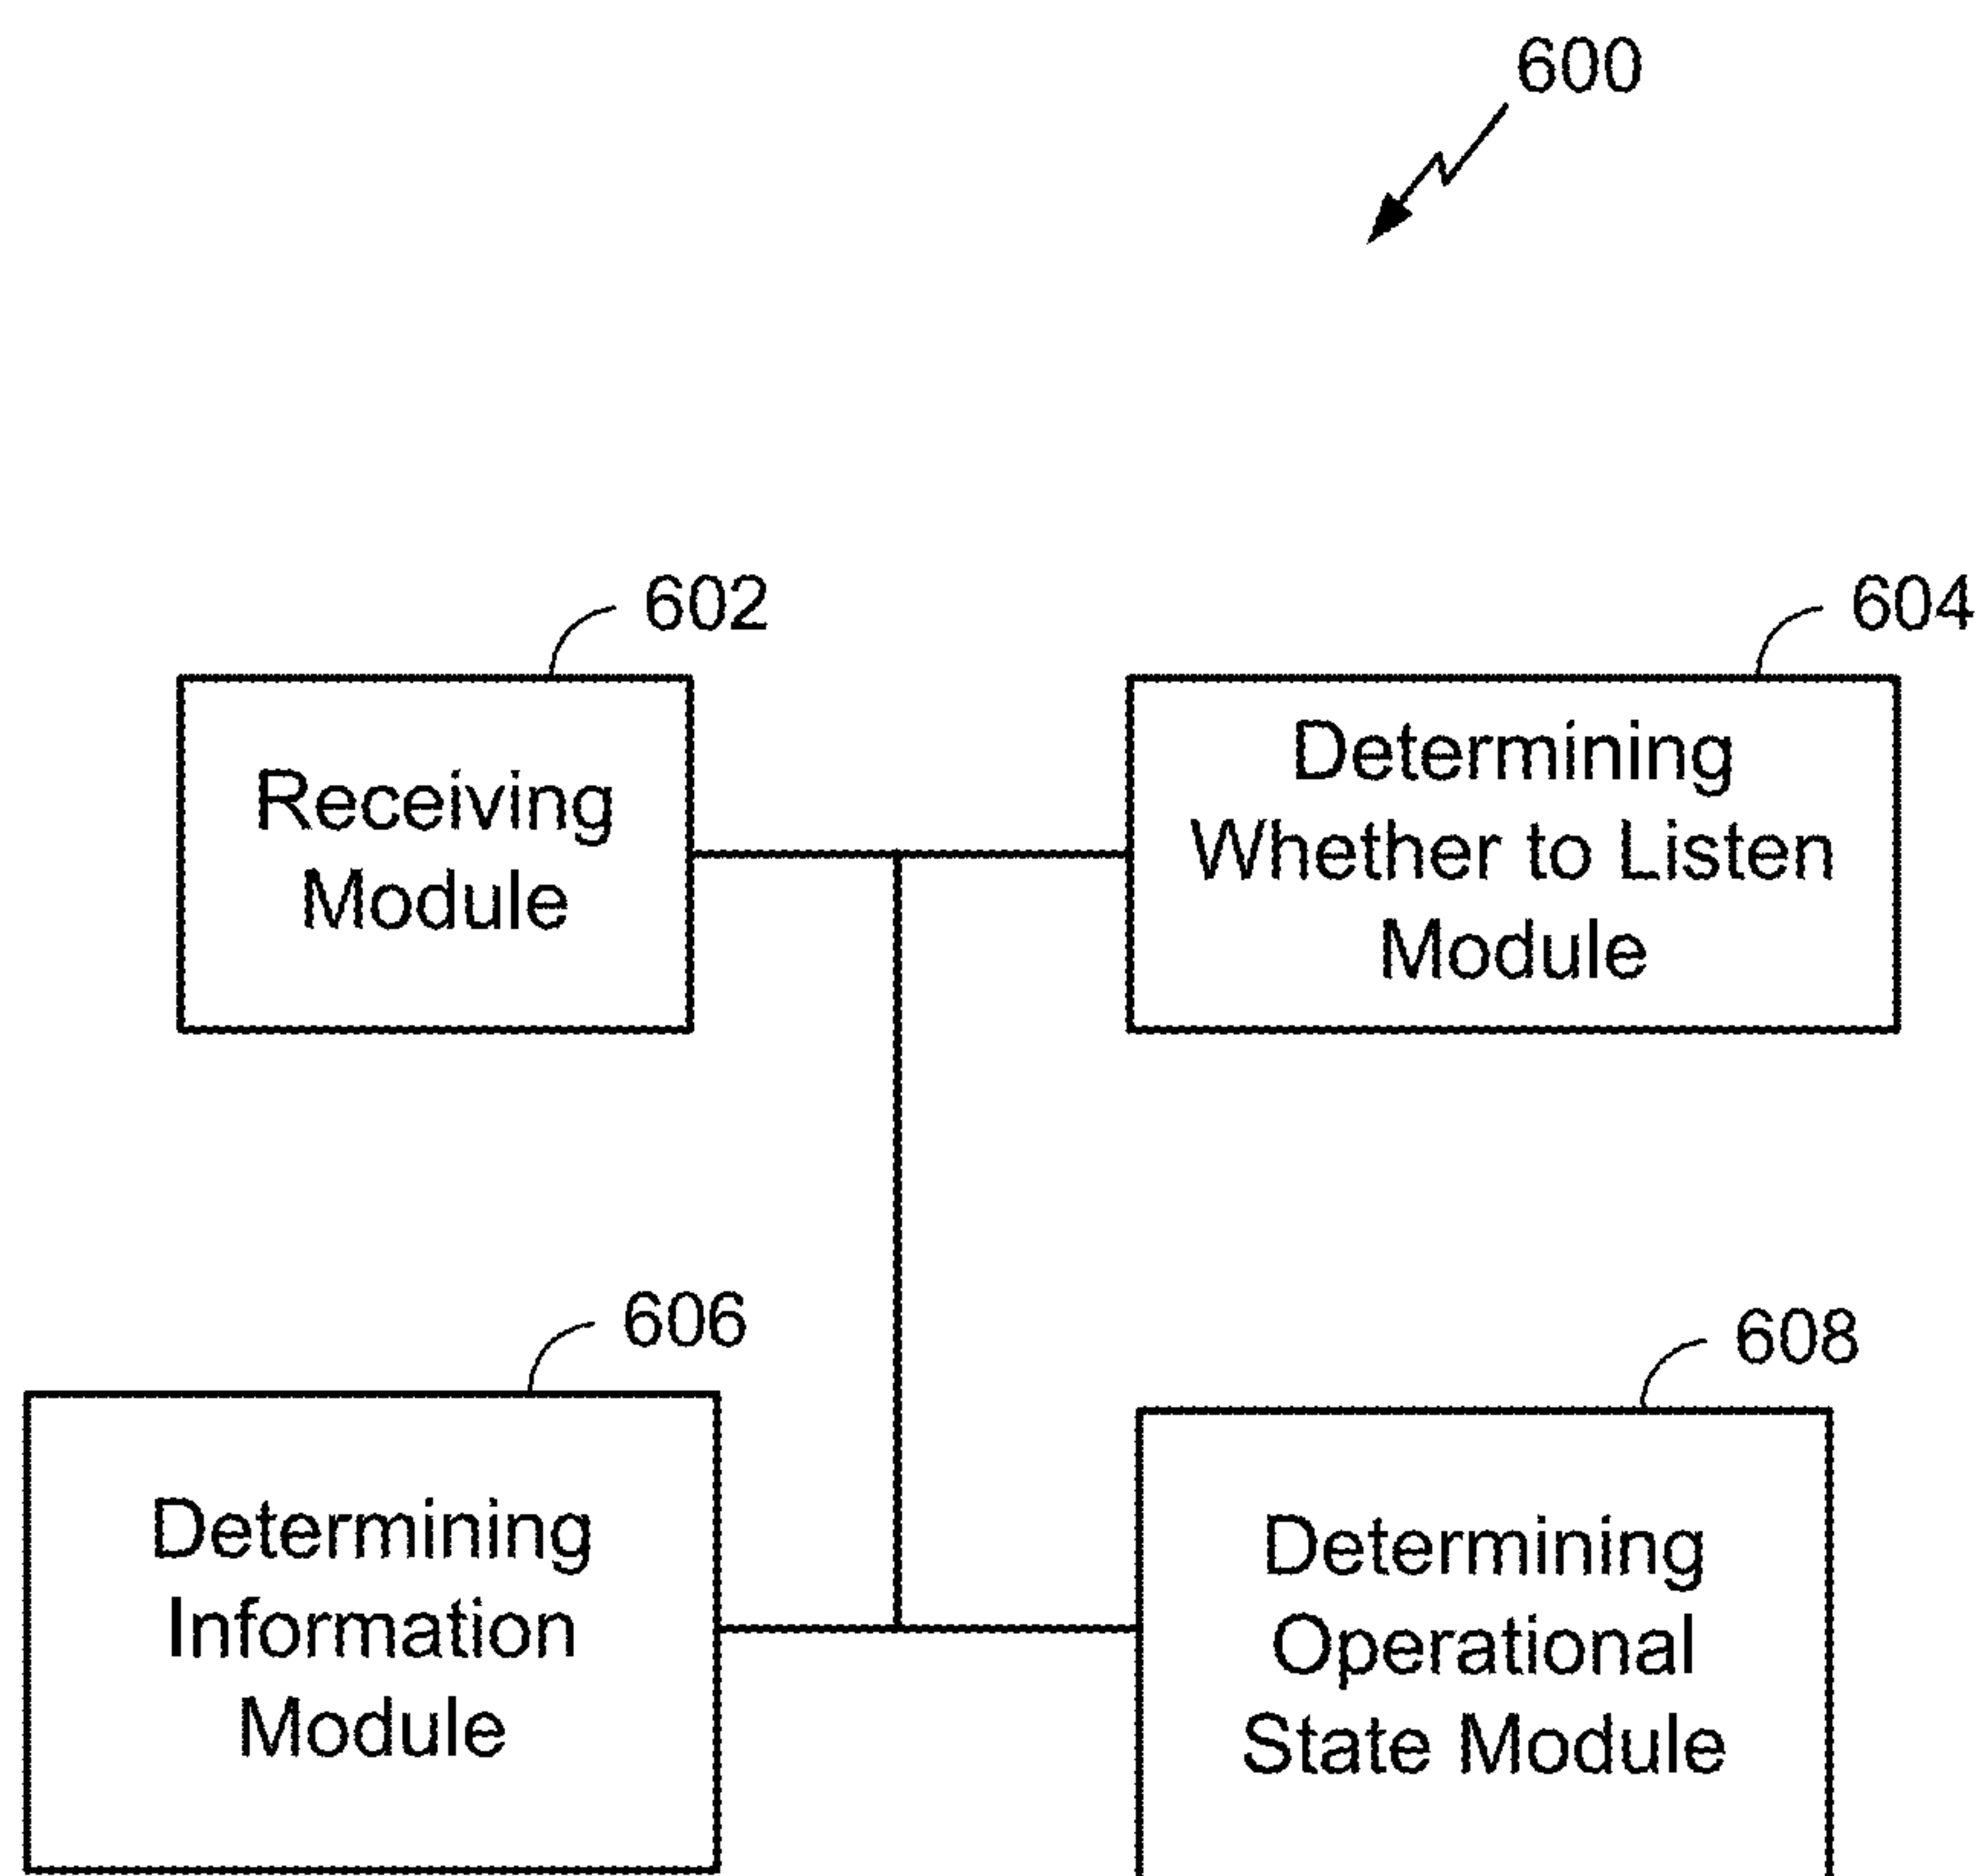 600
602
Receiving
Module
604
Determining
Whether to Listen
Module
606
Determining
Information
Module
608
Determining
Operational
State Module